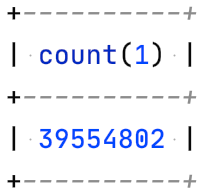 +----------+
| count(1) |
+----------+
| 39554802 |
+----------+